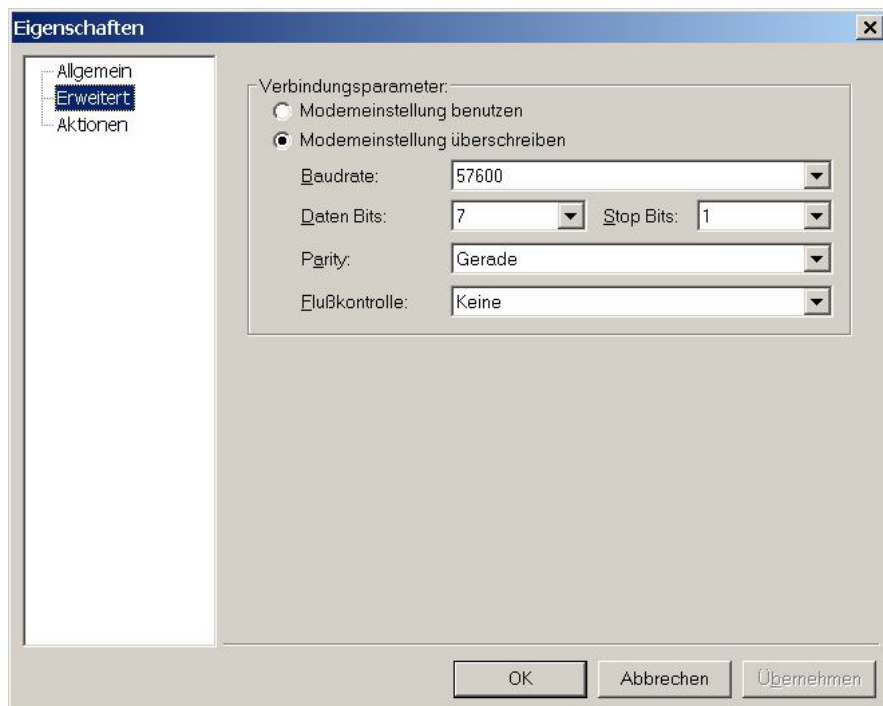 Eigenschaften
Allgemein
Erweitert
Aktionen
Verbindungsparameter:
Modemeinstellung benutzen
Modemeinstellung überschreiben
Baudrate: 57600
Daten Bits: 7 Stop Bits: 1
Parity: Gerade
Flußkontrolle: Keine
OK Abbrechen Übernehmen